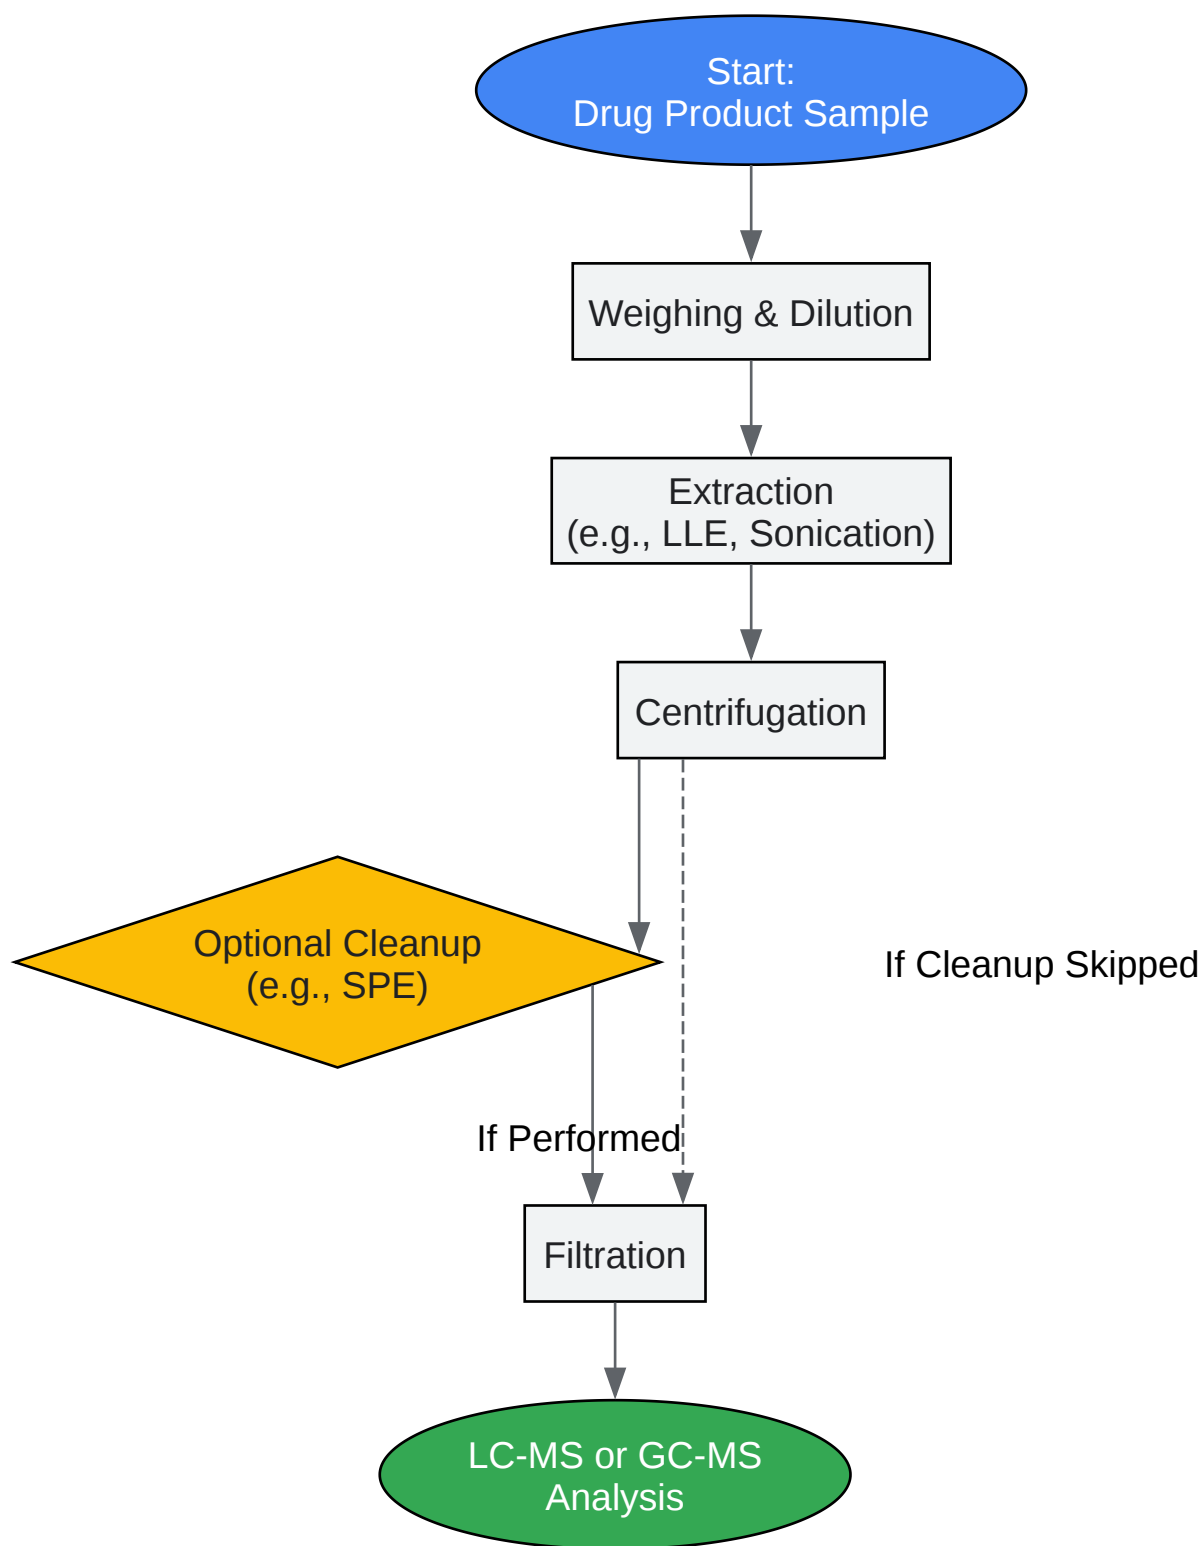 Start:
Drug Product Sample
Weighing & Dilution
Extraction
(e.g., LLE, Sonication)
Centrifugation
Optional Cleanup
(e.g., SPE)
If Cleanup Skipped
If Performed
Filtration
LC-MS or GC-MS
Analysis